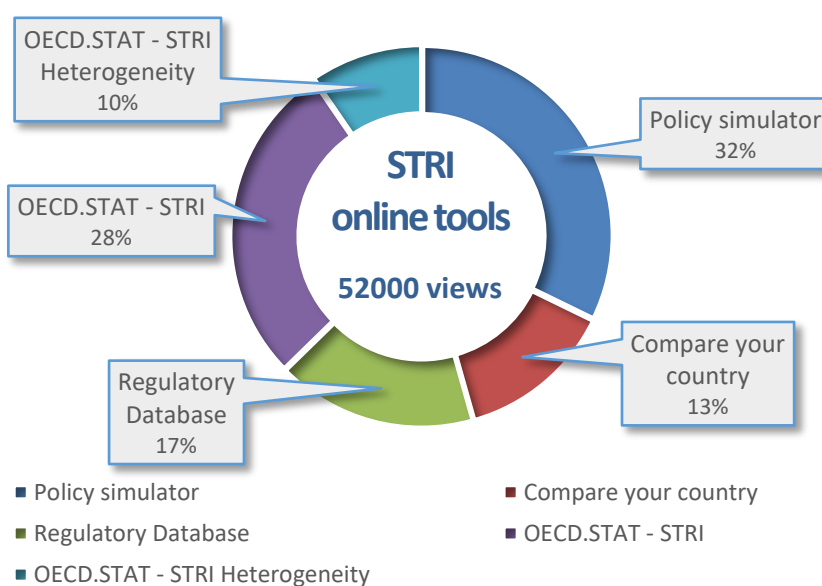 OECD.STAT - STRI
Heterogeneity
10%
Policy simulator
32%
STRI
online tools
52000 views
OECD.STAT - STRI
28%
Compare your
country
13%
Regulatory
Database
17%
Policy simulator
Compare your country
Regulatory Database
OECD.STAT - STRI
OECD.STAT - STRI Heterogeneity